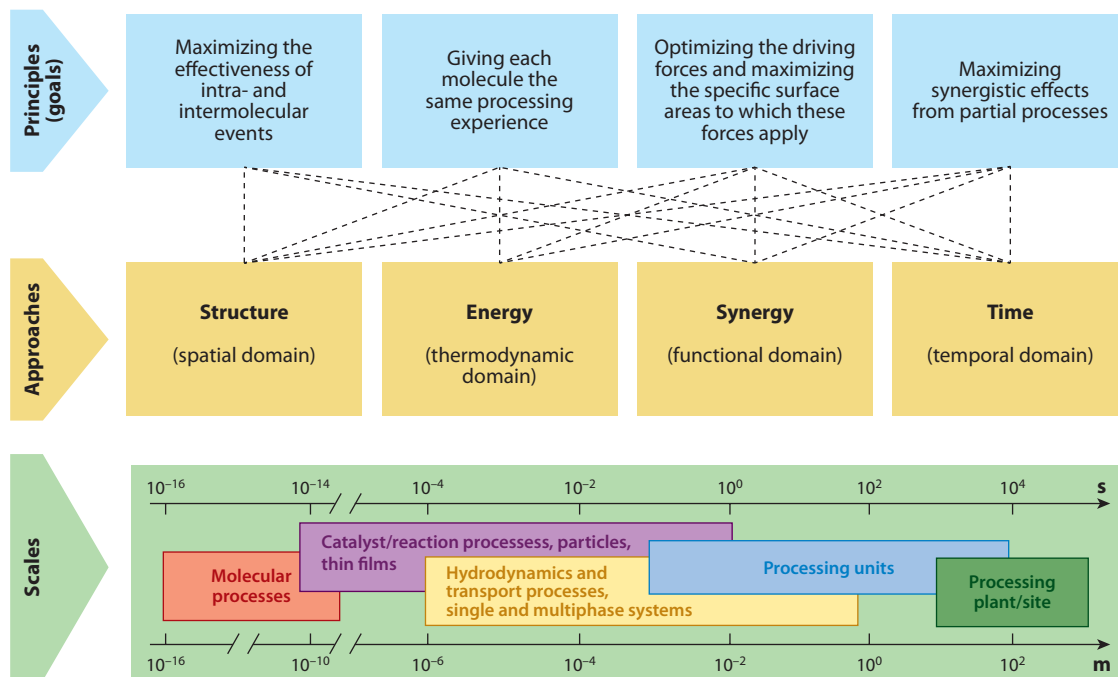 Principles
(goals)
Maximizing the
effectiveness of
intra- and
intermolecular
events
Giving each
molecule the
same processing
experience
Optimizing the driving
forces and maximizing
the specific surface
areas to which these
forces apply
Maximizing
synergistic effects
from partial processes
Approaches
Structure
(spatial domain)
Energy
(thermodynamic
domain)
Synergy
(functional domain)
Time
(temporal domain)
Scales
10⁻¹⁶ 10⁻¹⁴ 10⁻⁴ 10⁻² 10⁰ 10² 10⁴ s
Molecular
processes
Catalyst/reaction processess, particles,
thin films
Hydrodynamics and
transport processes,
single and multiphase systems
Processing units
Processing
plant/site
10⁻¹⁶ 10⁻¹⁰ 10⁻⁶ 10⁻⁴ 10⁻² 10⁰ 10² m